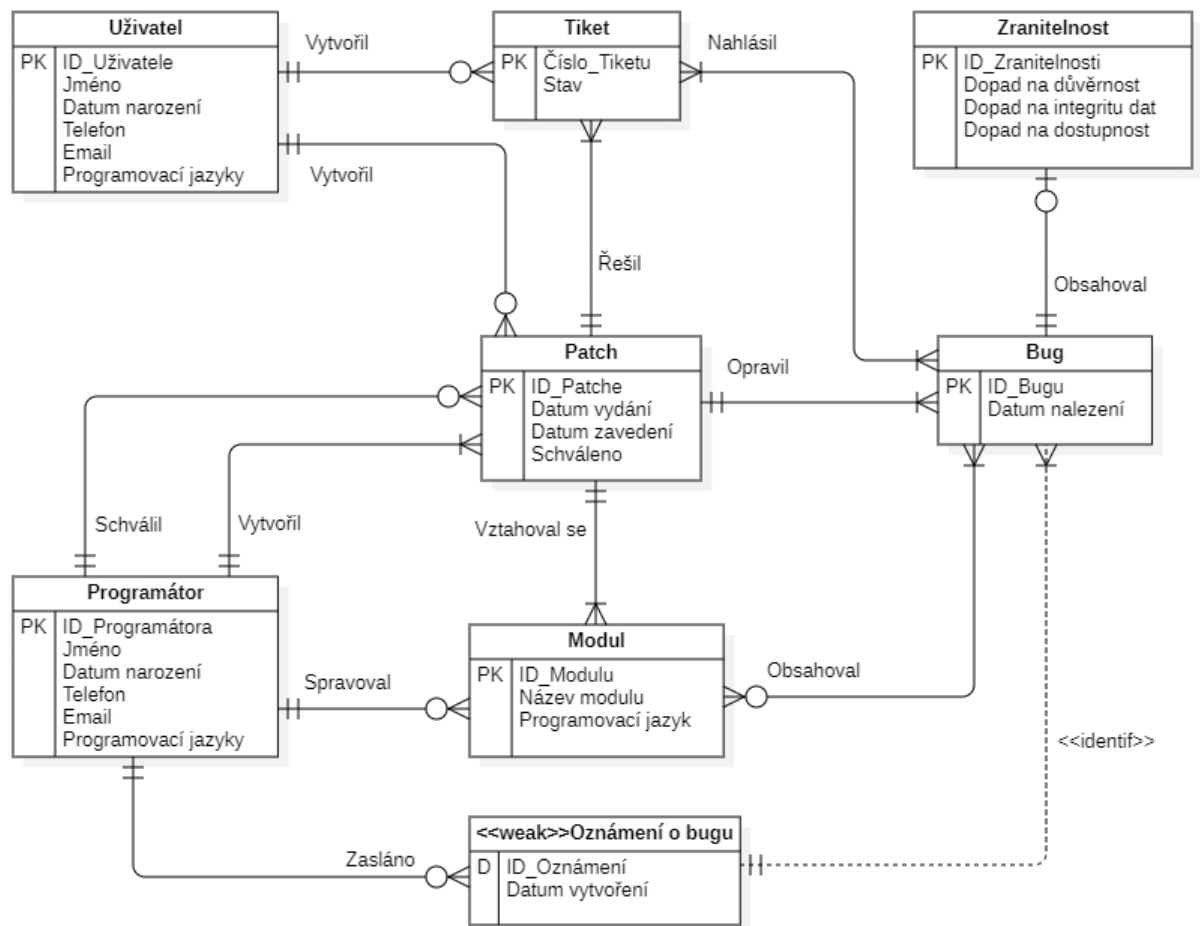 Uživatel
PK ID_Uživatele
Jméno
Datum narození
Telefon
Email
Programovací jazyky
Vytvořil
Vytvořil
Tiket
PK Číslo_Tiketu
Stav
Nahlásil
Zranitelnost
PK ID_Zranitelnosti
Dopad na důvěrnost
Dopad na integritu dat
Dopad na dostupnost
Řešil
Obsahoval
Patch
PK ID_Patche
Datum vydání
Datum zavedení
Schváleno
Opravil
Bug
PK ID_Bugu
Datum nalezení
Schválil
Vytvořil
Vztahoval se
Programátor
PK ID_Programátora
Jméno
Datum narození
Telefon
Email
Programovací jazyky
Spravoval
Modul
PK ID_Modulu
Název modulu
Programovací jazyk
Obsahoval
<<identif>>
Zasláno
<<weak>>Oznámení o bugu
D ID_Oznámení
Datum vytvoření